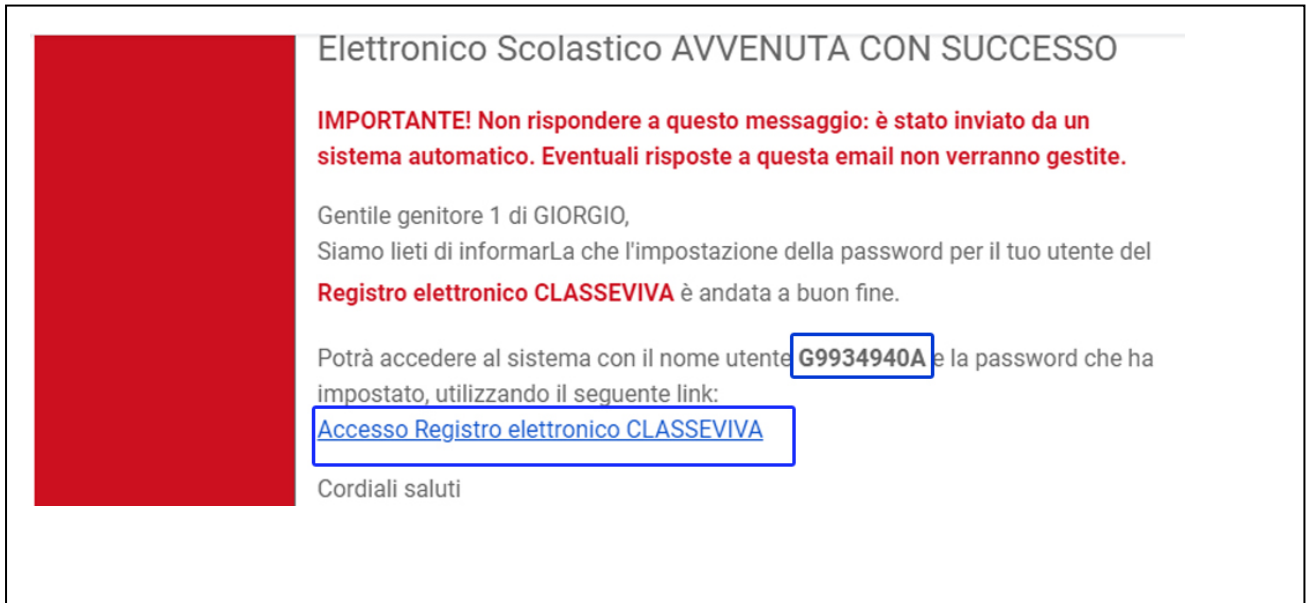 Elettronico Scolastico AVVENUTA CON SUCCESSO
IMPORTANTE! Non rispondere a questo messaggio: è stato inviato da un
sistema automatico. Eventuali risposte a questa email non verranno gestite.
Gentile genitore 1 di GIORGIO,
Siamo lieti di informarLa che l'impostazione della password per il tuo utente del
Registro elettronico CLASSEVIVA è andata a buon fine.
Potrà accedere al sistema con il nome utente G9934940A e la password che ha
impostato, utilizzando il seguente link:
Accesso Registro elettronico CLASSEVIVA
Cordiali saluti